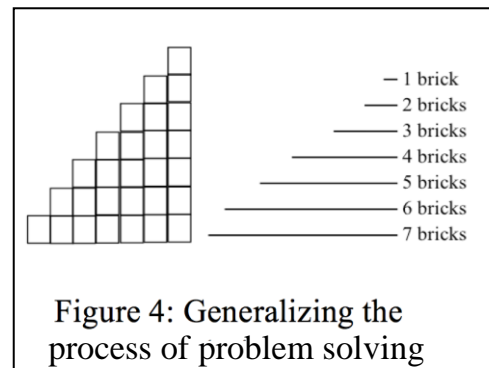 1 brick
2 bricks
3 bricks
4 bricks
5 bricks
6 bricks
7 bricks
Figure 4: Generalizing the
process of problem solving